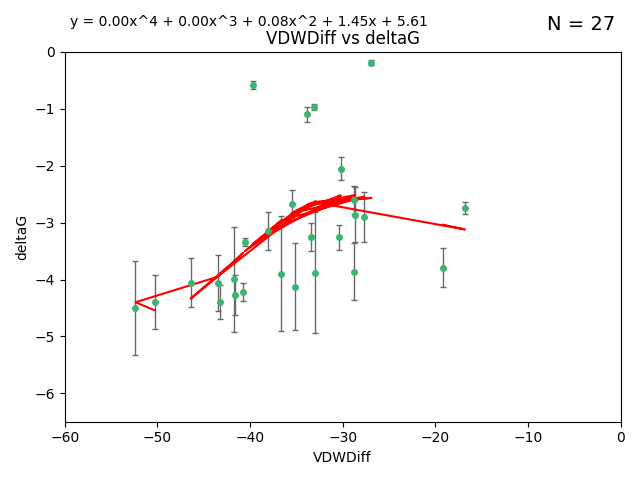 y = 0.00x^4 + 0.00x^3 + 0.08x^2 + 1.45x + 5.61
N = 27
VDWDiff vs deltaG
0
−1
−2
−3
−4
−5
−6
deltaG
−60 −50 −40 −30 −20 −10 0
VDWDiff